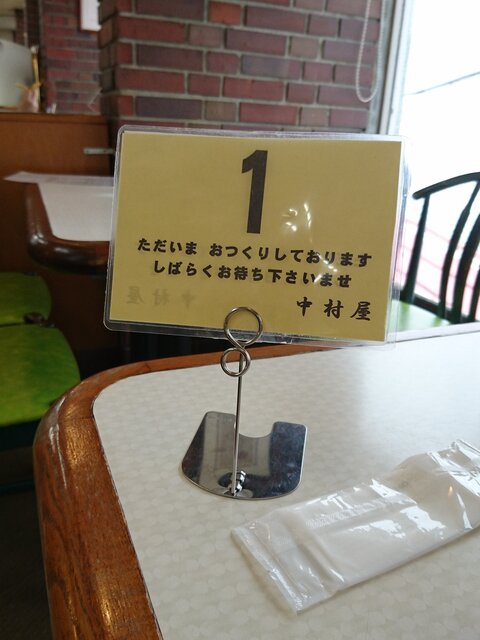 1
ただいま おつくりしております
しばらくお待ち下さいませ
中村屋